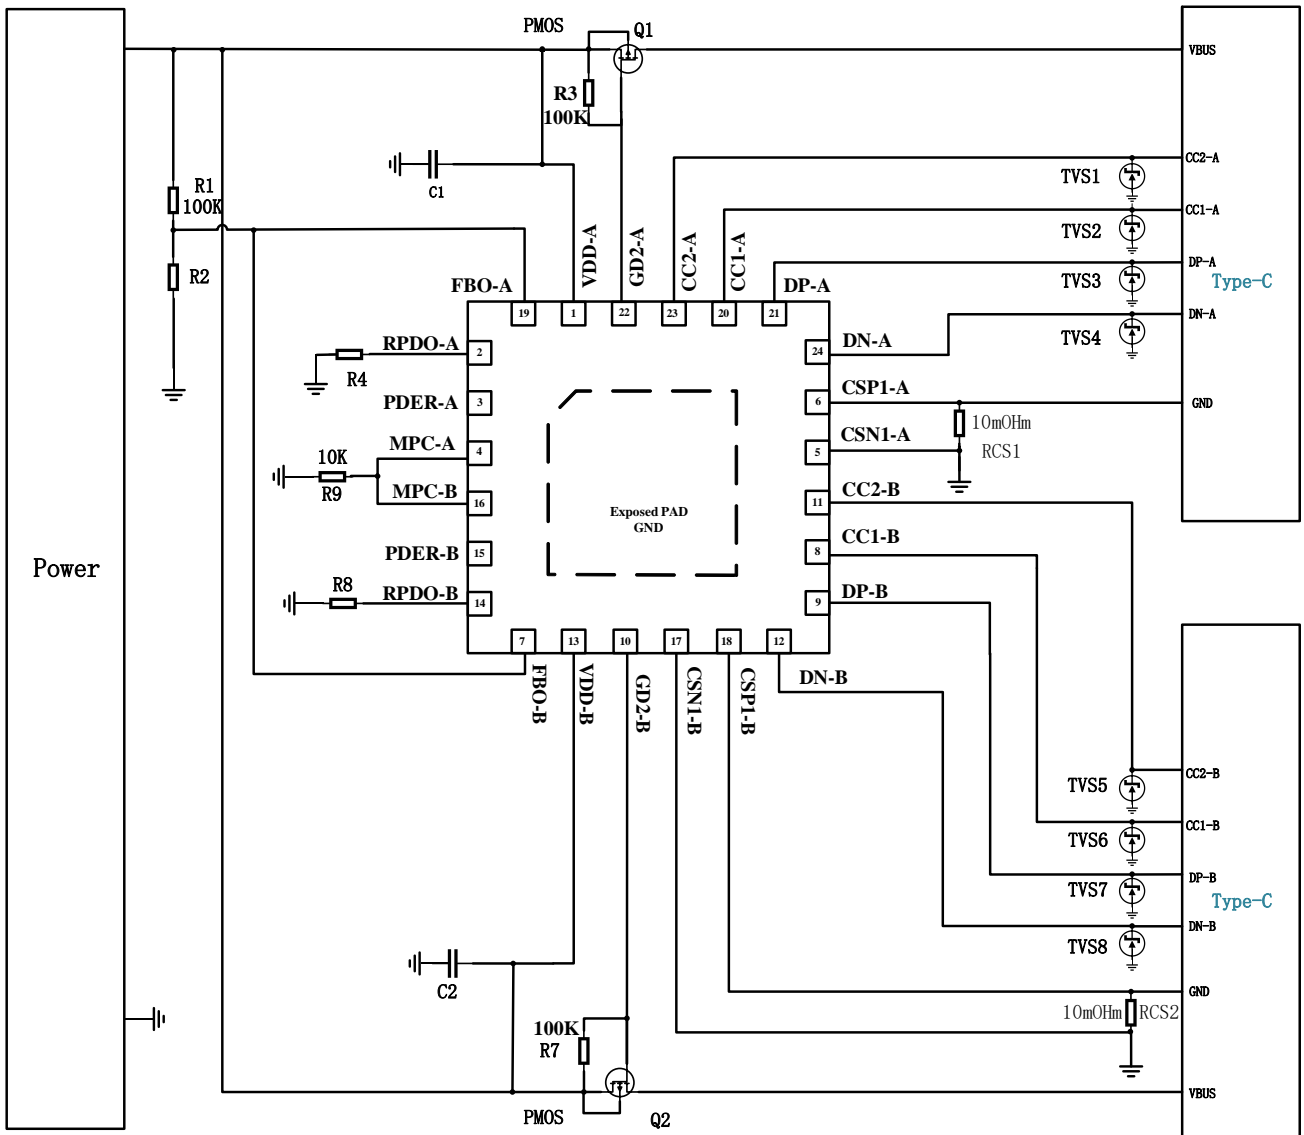 PMOS
Q1
VBUS
R3
100K
C1
CC2-A
TVS1
R1
100K
CC1-A
TVS2
R2
FBO-A
VDD-A
GD2-A
CC2-A
CC1-A
DP-A
DP-A
TVS3
Type-C
19
1
22
23
20
21
DN-A
TVS4
RPDO-A
2
24
DN-A
R4
PDER-A
3
6
CSP1-A
GND
10mOHm
RCS1
MPC-A
4
5
CSN1-A
10K
R9
MPC-B
16
11
CC2-B
Exposed PAD
GND
PDER-B
15
8
CC1-B
Power
R8
RPDO-B
14
9
DP-B
7
13
10
17
18
12
FBO-B
VDD-B
GD2-B
CSN1-B
CSP1-B
DN-B
CC2-B
TVS5
CC1-B
TVS6
DP-B
TVS7
Type-C
DN-B
TVS8
C2
GND
10mOHm
RCS2
100K
R7
VBUS
PMOS
Q2